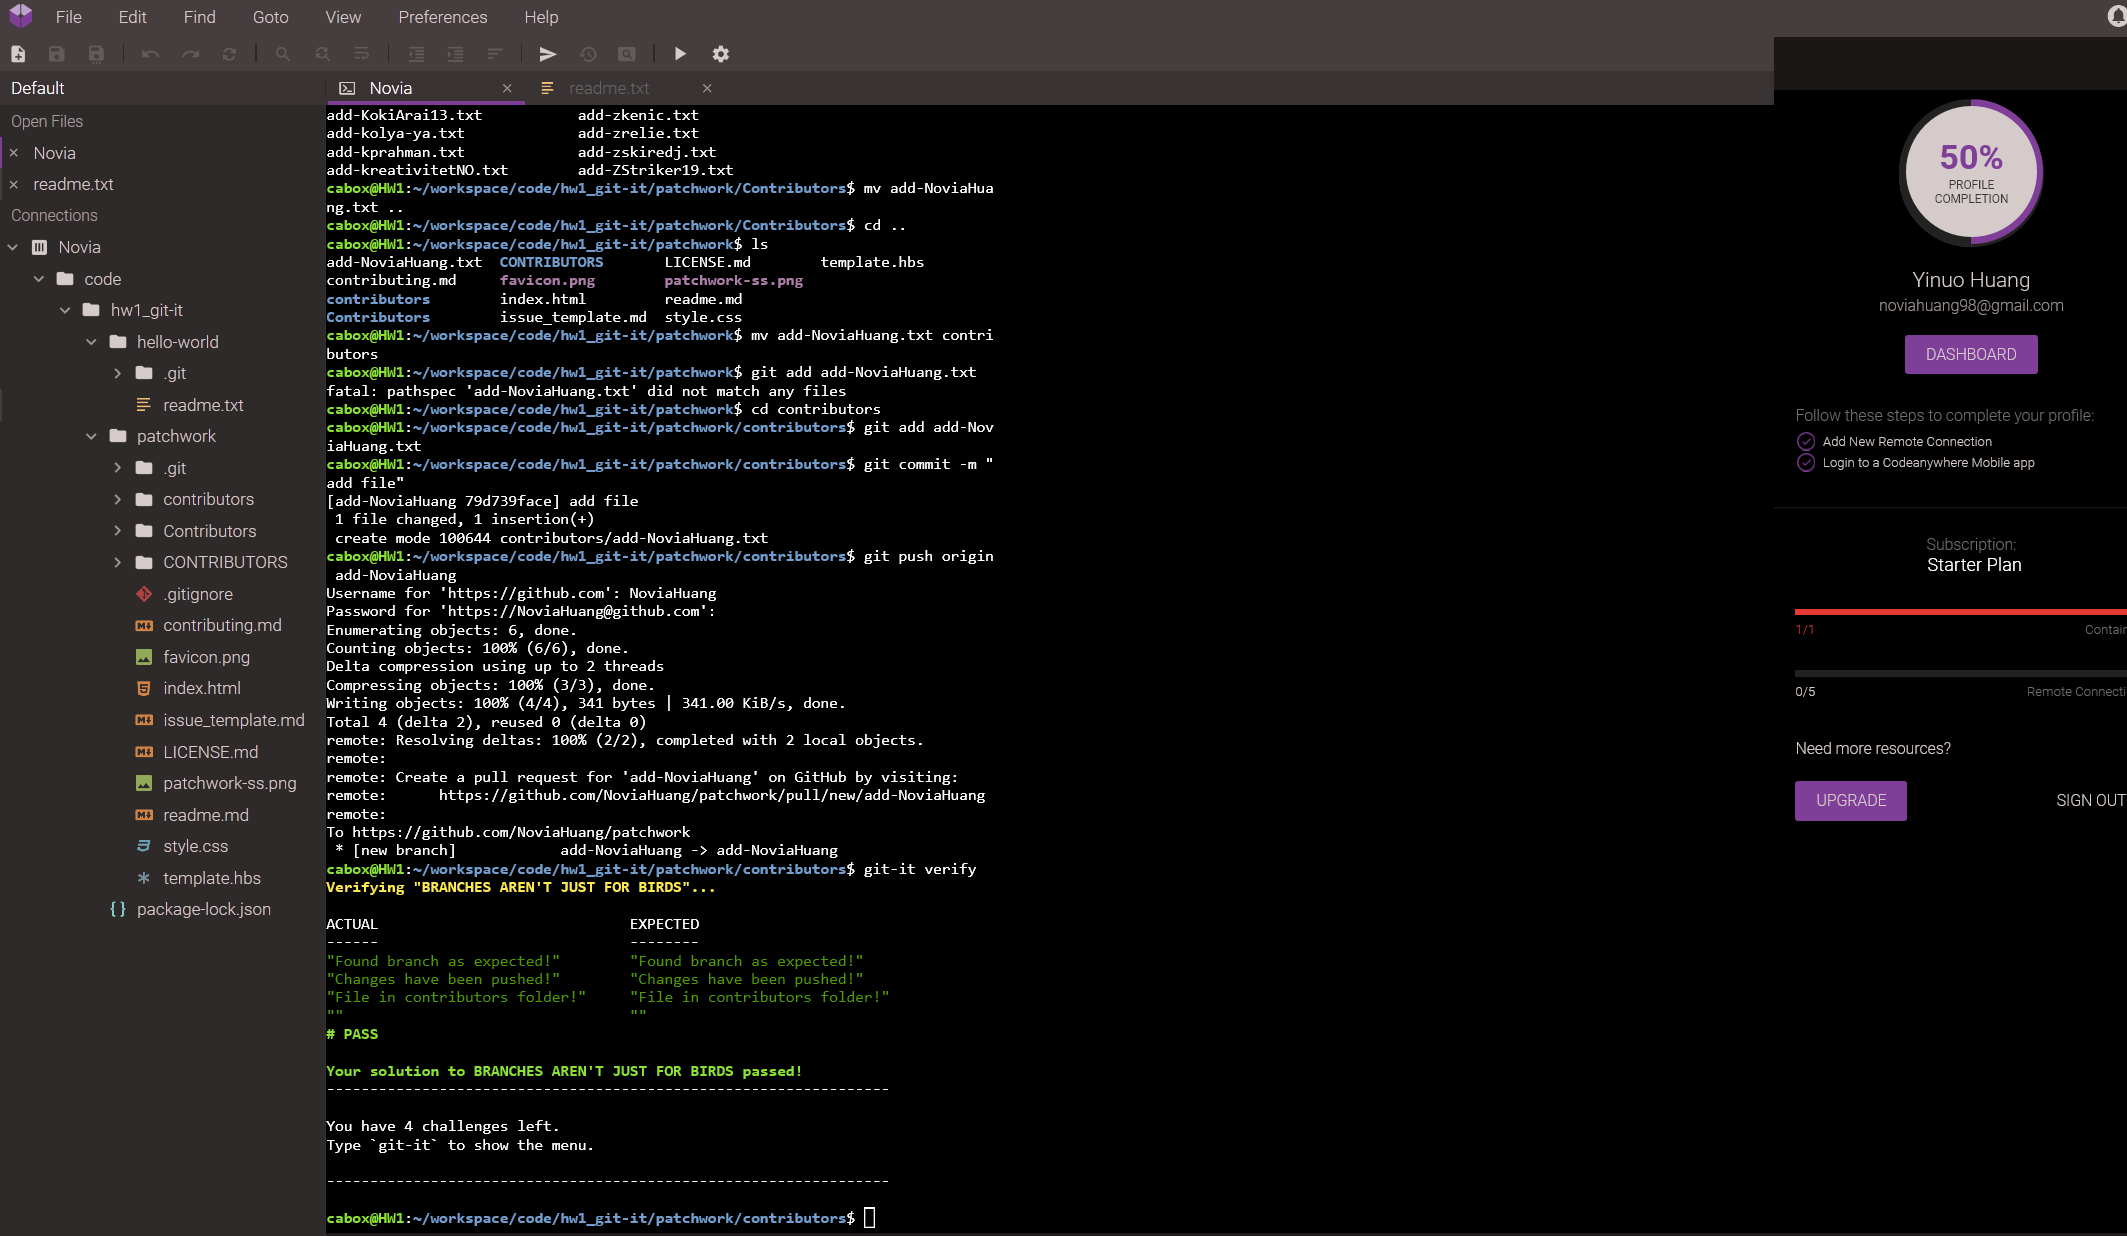 File Edit Find Goto View Preferences Help
Default
Novia
readme.txt
Open Files
Novia
readme.txt
Connections
Novia
code
hw1_git-it
hello-world
.git
readme.txt
patchwork
.git
contributors
Contributors
CONTRIBUTORS
.gitignore
contributing.md
favicon.png
index.html
issue_template.md
LICENSE.md
patchwork-ss.png
readme.md
style.css
template.hbs
package-lock.json
add-KokiArai13.txt add-zkenic.txt
add-kolya-ya.txt add-zrelie.txt
add-kprahman.txt add-zskiredj.txt
add-kreativitetNO.txt add-ZStriker19.txt
cabox@HW1:~/workspace/code/hw1_git-it/patchwork/Contributors$ mv add-NoviaHua
ng.txt ..
cabox@HW1:~/workspace/code/hw1_git-it/patchwork/Contributors$ cd ..
cabox@HW1:~/workspace/code/hw1_git-it/patchwork$ ls
add-NoviaHuang.txt CONTRIBUTORS LICENSE.md template.hbs
contributing.md favicon.png patchwork-ss.png
contributors index.html readme.md
Contributors issue_template.md style.css
cabox@HW1:~/workspace/code/hw1_git-it/patchwork$ mv add-NoviaHuang.txt contri
butors
cabox@HW1:~/workspace/code/hw1_git-it/patchwork$ git add add-NoviaHuang.txt
fatal: pathspec 'add-NoviaHuang.txt' did not match any files
cabox@HW1:~/workspace/code/hw1_git-it/patchwork$ cd contributors
cabox@HW1:~/workspace/code/hw1_git-it/patchwork/contributors$ git add add-Nov
iaHuang.txt
cabox@HW1:~/workspace/code/hw1_git-it/patchwork/contributors$ git commit -m "
add file"
[add-NoviaHuang 79d739face] add file
1 file changed, 1 insertion(+)
create mode 100644 contributors/add-NoviaHuang.txt
cabox@HW1:~/workspace/code/hw1_git-it/patchwork/contributors$ git push origin
add-NoviaHuang
Username for 'https://github.com': NoviaHuang
Password for 'https://NoviaHuang@github.com':
Enumerating objects: 6, done.
Counting objects: 100% (6/6), done.
Delta compression using up to 2 threads
Compressing objects: 100% (3/3), done.
Writing objects: 100% (4/4), 341 bytes | 341.00 KiB/s, done.
Total 4 (delta 2), reused 0 (delta 0)
remote: Resolving deltas: 100% (2/2), completed with 2 local objects.
remote:
remote: Create a pull request for 'add-NoviaHuang' on GitHub by visiting:
remote: https://github.com/NoviaHuang/patchwork/pull/new/add-NoviaHuang
remote:
To https://github.com/NoviaHuang/patchwork
* [new branch] add-NoviaHuang -> add-NoviaHuang
cabox@HW1:~/workspace/code/hw1_git-it/patchwork/contributors$ git-it verify
Verifying "BRANCHES AREN'T JUST FOR BIRDS"...
ACTUAL EXPECTED
------ --------
"Found branch as expected!" "Found branch as expected!"
"Changes have been pushed!" "Changes have been pushed!"
"File in contributors folder!" "File in contributors folder!"
"" ""
# PASS
Your solution to BRANCHES AREN'T JUST FOR BIRDS passed!
-----------------------------------------------------------------
You have 4 challenges left.
Type `git-it` to show the menu.
-----------------------------------------------------------------
cabox@HW1:~/workspace/code/hw1_git-it/patchwork/contributors$
50%
PROFILE
COMPLETION
Yinuo Huang
noviahuang98@gmail.com
DASHBOARD
Follow these steps to complete your profile:
Add New Remote Connection
Login to a Codeanywhere Mobile app
Subscription:
Starter Plan
1/1 Contain
0/5 Remote Connecti
Need more resources?
UPGRADE SIGN OUT